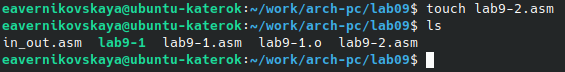 eavernikovskaya@ubuntu-katerok:~/work/arch-pc/lab09$ touch lab9-2.asm
eavernikovskaya@ubuntu-katerok:~/work/arch-pc/lab09$ ls
in_out.asm  lab9-1  lab9-1.asm  lab9-1.o  lab9-2.asm
eavernikovskaya@ubuntu-katerok:~/work/arch-pc/lab09$